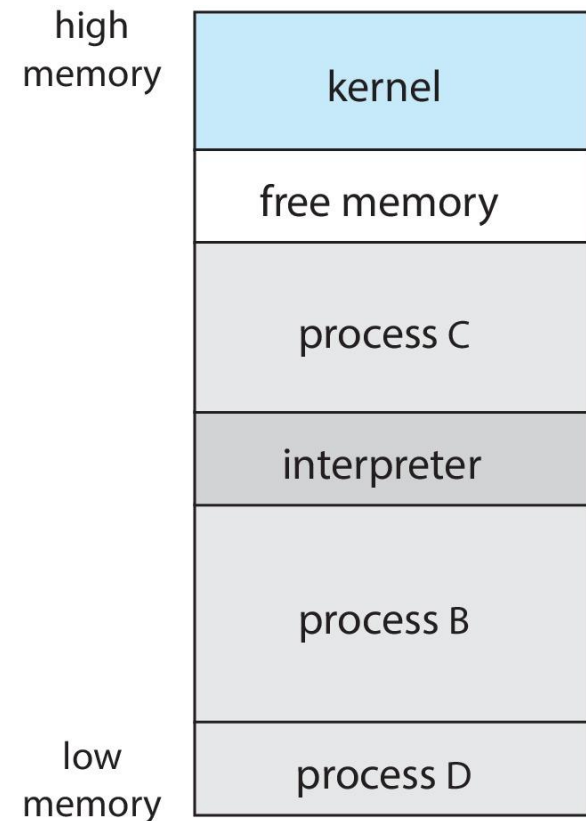 high
memory
kernel
free memory
process C
interpreter
process B
low
memory
process D